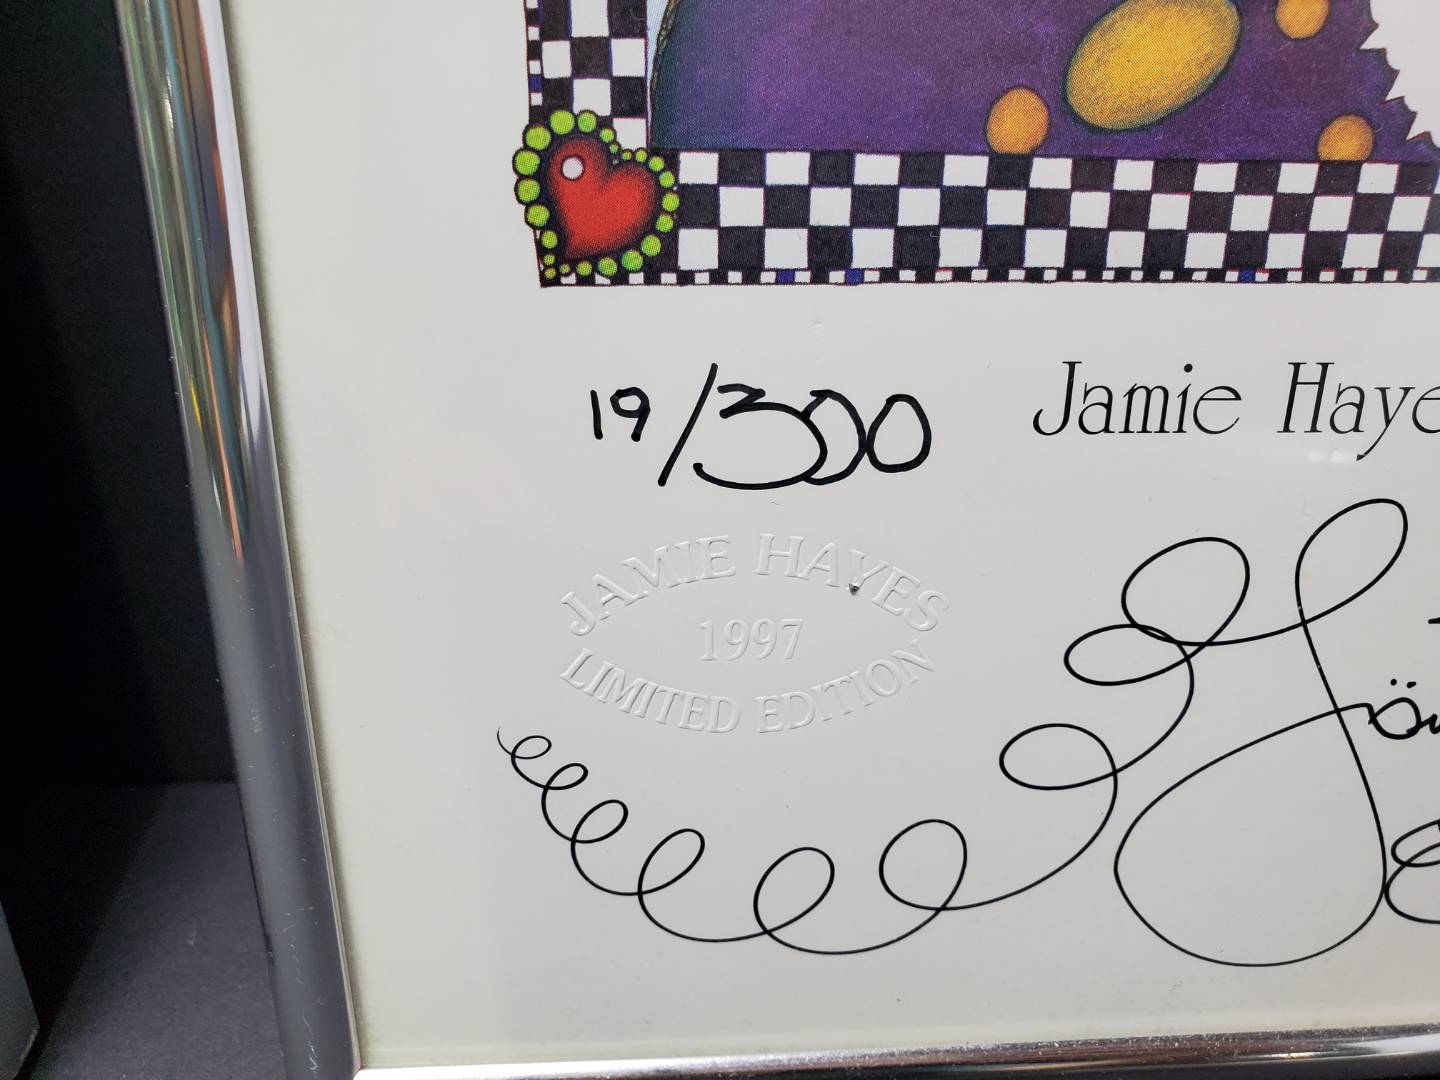 19/300
Jamie Haye
JAMIE HAYES
1997
LIMITED EDITION